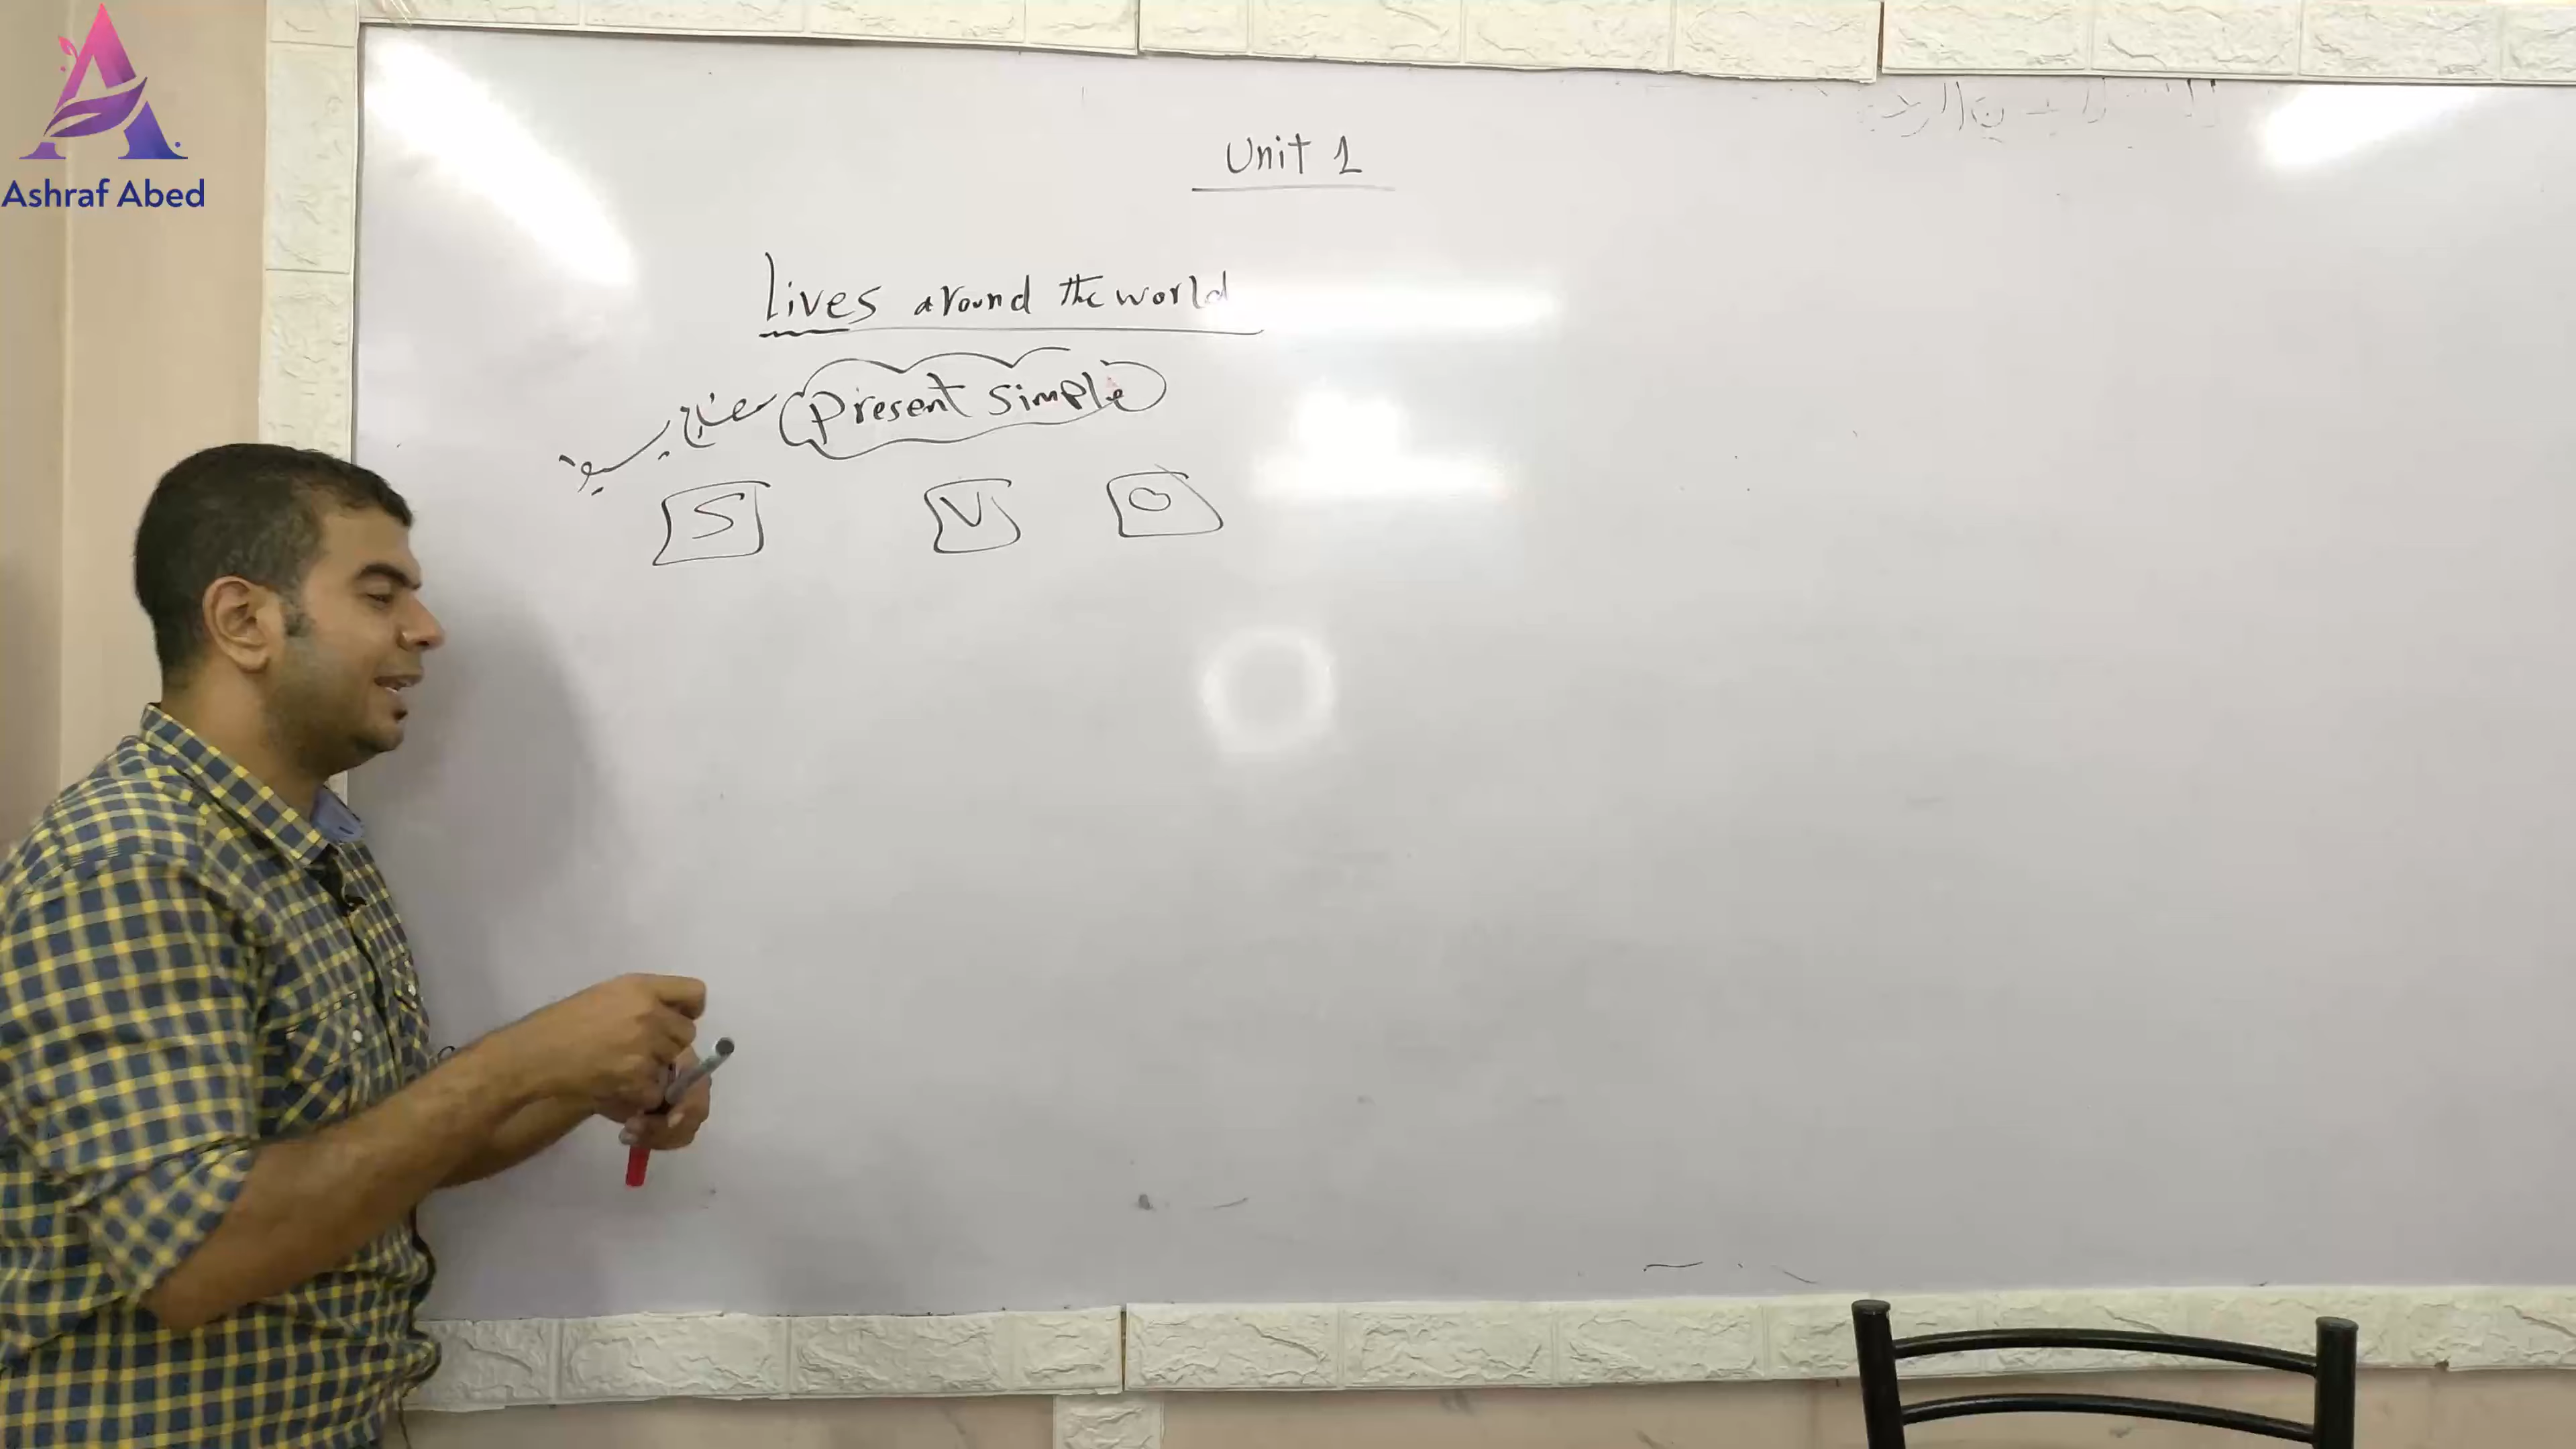 Ashraf Abed
Unit 1
Lives around the world
Present Simple مضارع بسيط
S V O